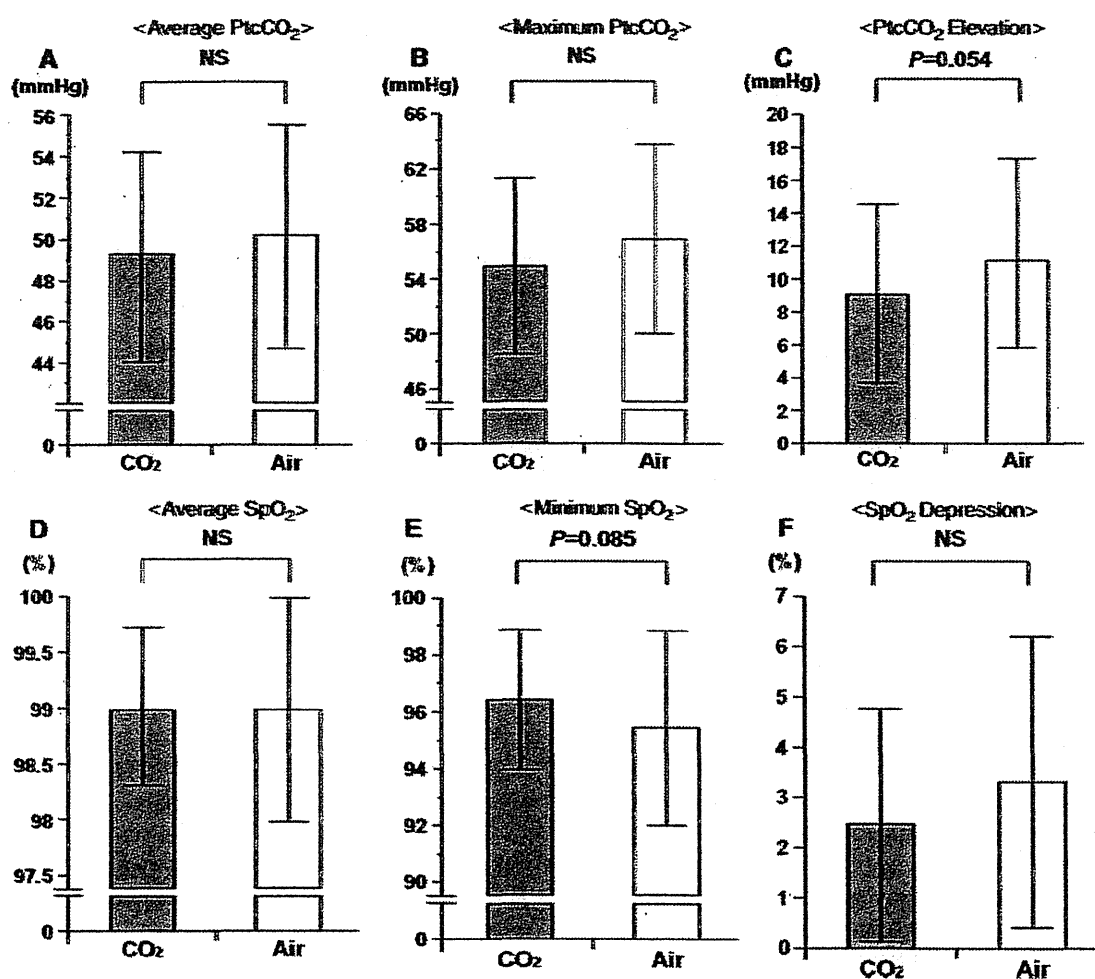 <Average PtcCO₂>
A
NS
(mmHg)
56
54
52
50
48
46
44
0
CO₂
Air
<Maximum PtcCO₂>
B
NS
(mmHg)
66
62
58
54
50
46
0
CO₂
Air
<PtcCO₂ Elevation>
C
P=0.054
(mmHg)
20
18
16
14
12
10
8
6
4
2
0
CO₂
Air
<Average SpO₂>
D
NS
(%)
100
99.5
99
98.5
98
97.5
0
CO₂
Air
<Minimum SpO₂>
E
P=0.085
(%)
100
98
96
94
92
90
0
CO₂
Air
<SpO₂ Depression>
F
NS
(%)
7
6
5
4
3
2
1
0
CO₂
Air